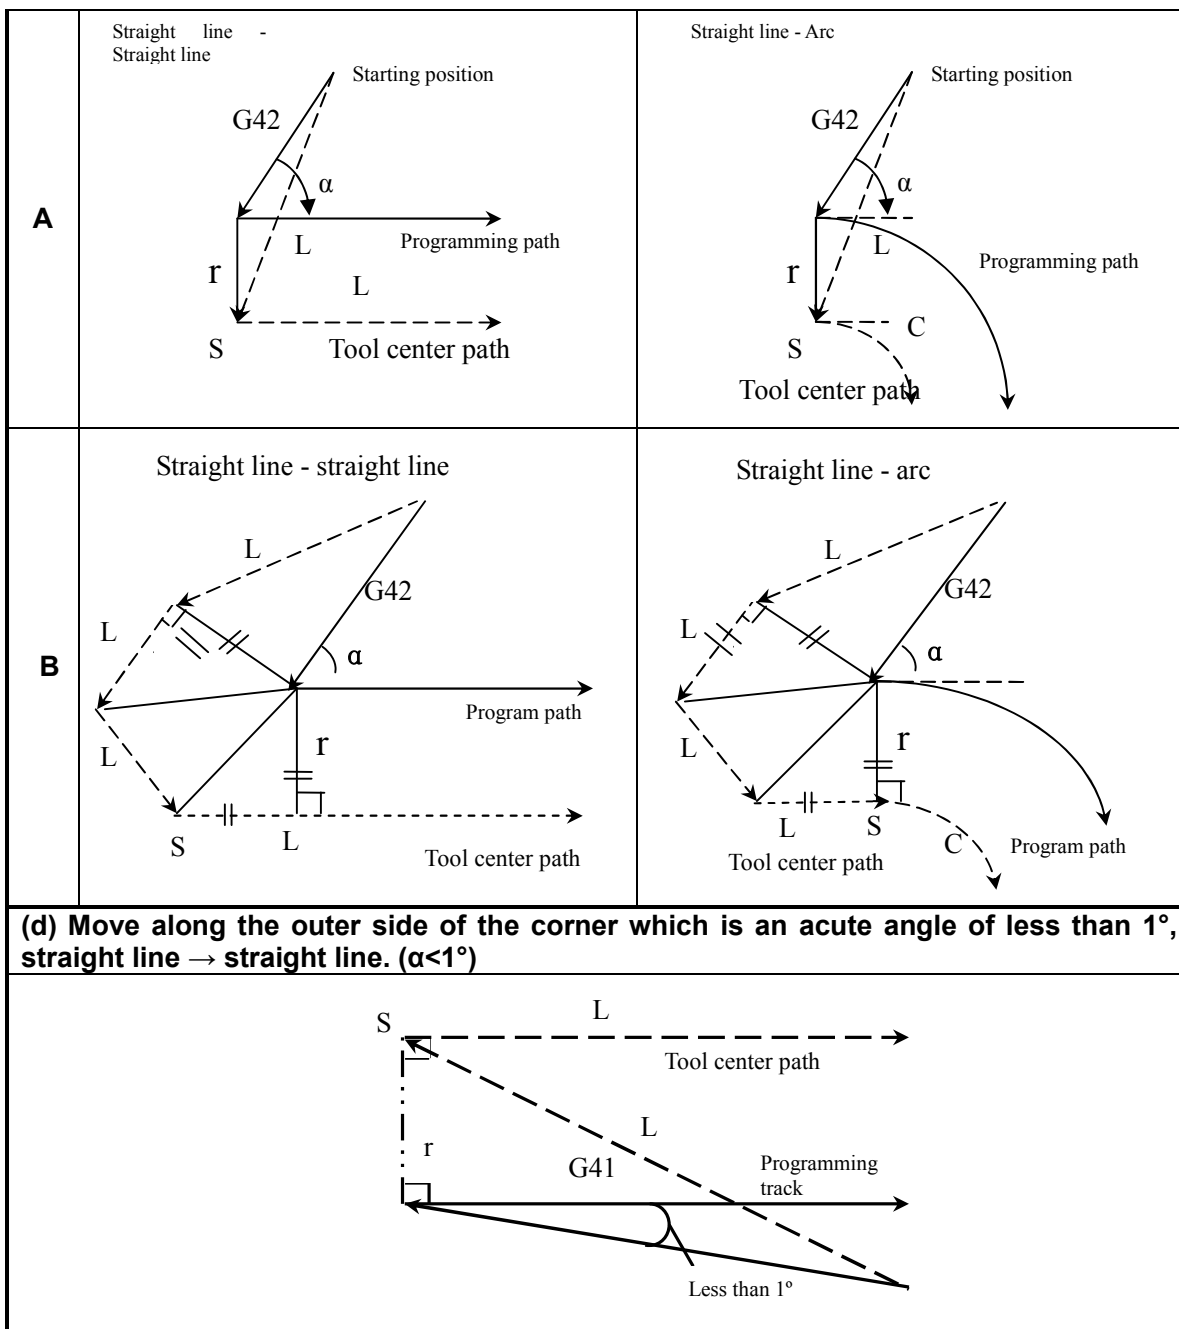 Straight line -
Straight line
Starting position
G42
α
L
Programming path
r
L
S
Tool center path
A
Straight line - Arc
Starting position
G42
α
L
Programming path
r
C
S
Tool center path
Straight line - straight line
L
G42
L
α
B
Program path
L
r
S
L
Tool center path
Straight line - arc
L
G42
L
α
L
r
L
S
C
Program path
Tool center path
(d) Move along the outer side of the corner which is an acute angle of less than 1°,
straight line → straight line. (α<1°)
L
S
Tool center path
L
r
G41
Programming
track
Less than 1º